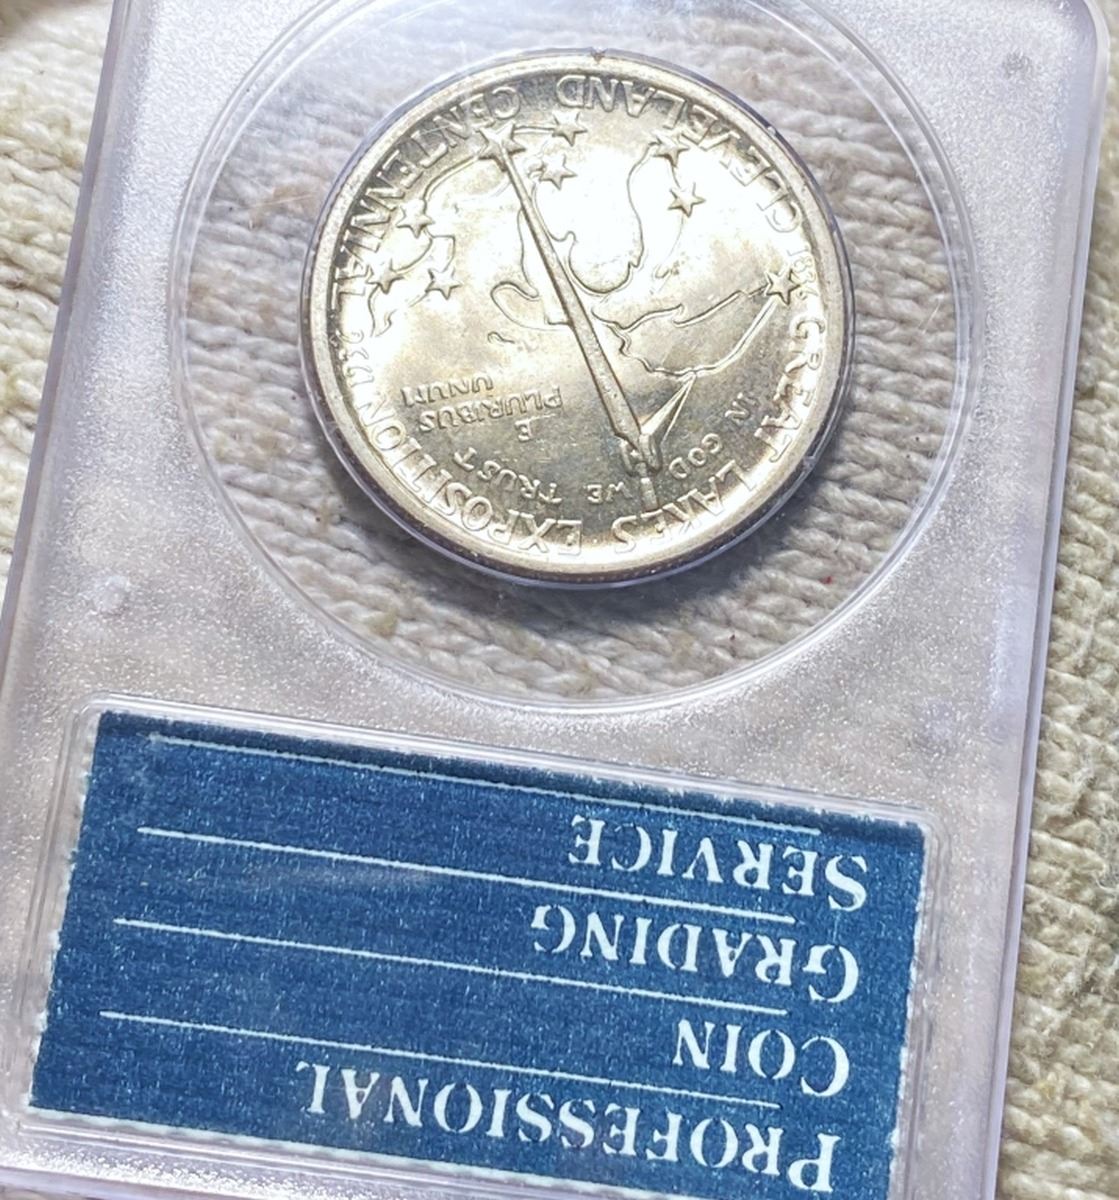 GREAT LAKES EXPOSITION
IN GOD WE TRUST
E
PLURIBUS
UNUM
1936
CLEVELAND CENTENNIAL
PROFESSIONAL
COIN
GRADING
SERVICE